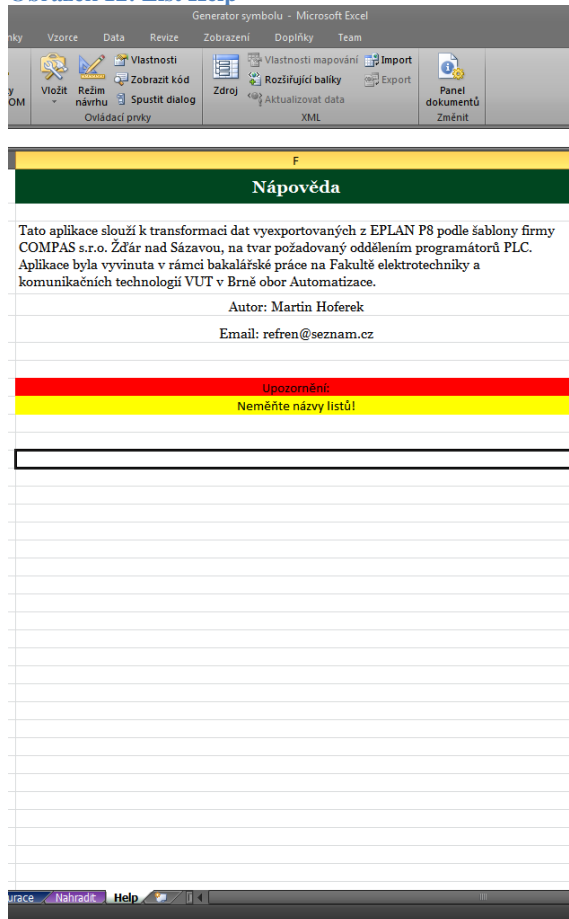 Generator symbolu - Microsoft Excel
Vzorce Data Revize Zobrazení Doplňky Team
Vložit
Režim návrhu
Vlastnosti
Zobrazit kód
Spustit dialog
Ovládací prvky
Zdroj
Vlastnosti mapování
Rozšiřující balíky
Aktualizovat data
Import
Export
XML
Panel dokumentů
Změnit
F
Nápověda
Tato aplikace slouží k transformaci dat vyexportovaných z EPLAN P8 podle šablony firmy
COMPAS s.r.o. Žďár nad Sázavou, na tvar požadovaný oddělením programátorů PLC.
Aplikace byla vyvinuta v rámci bakalářské práce na Fakultě elektrotechniky a
komunikačních technologií VUT v Brně obor Automatizace.
Autor: Martin Hoferek
Email: refren@seznam.cz
Upozornění:
Neměňte názvy listů!
Nahradit Help